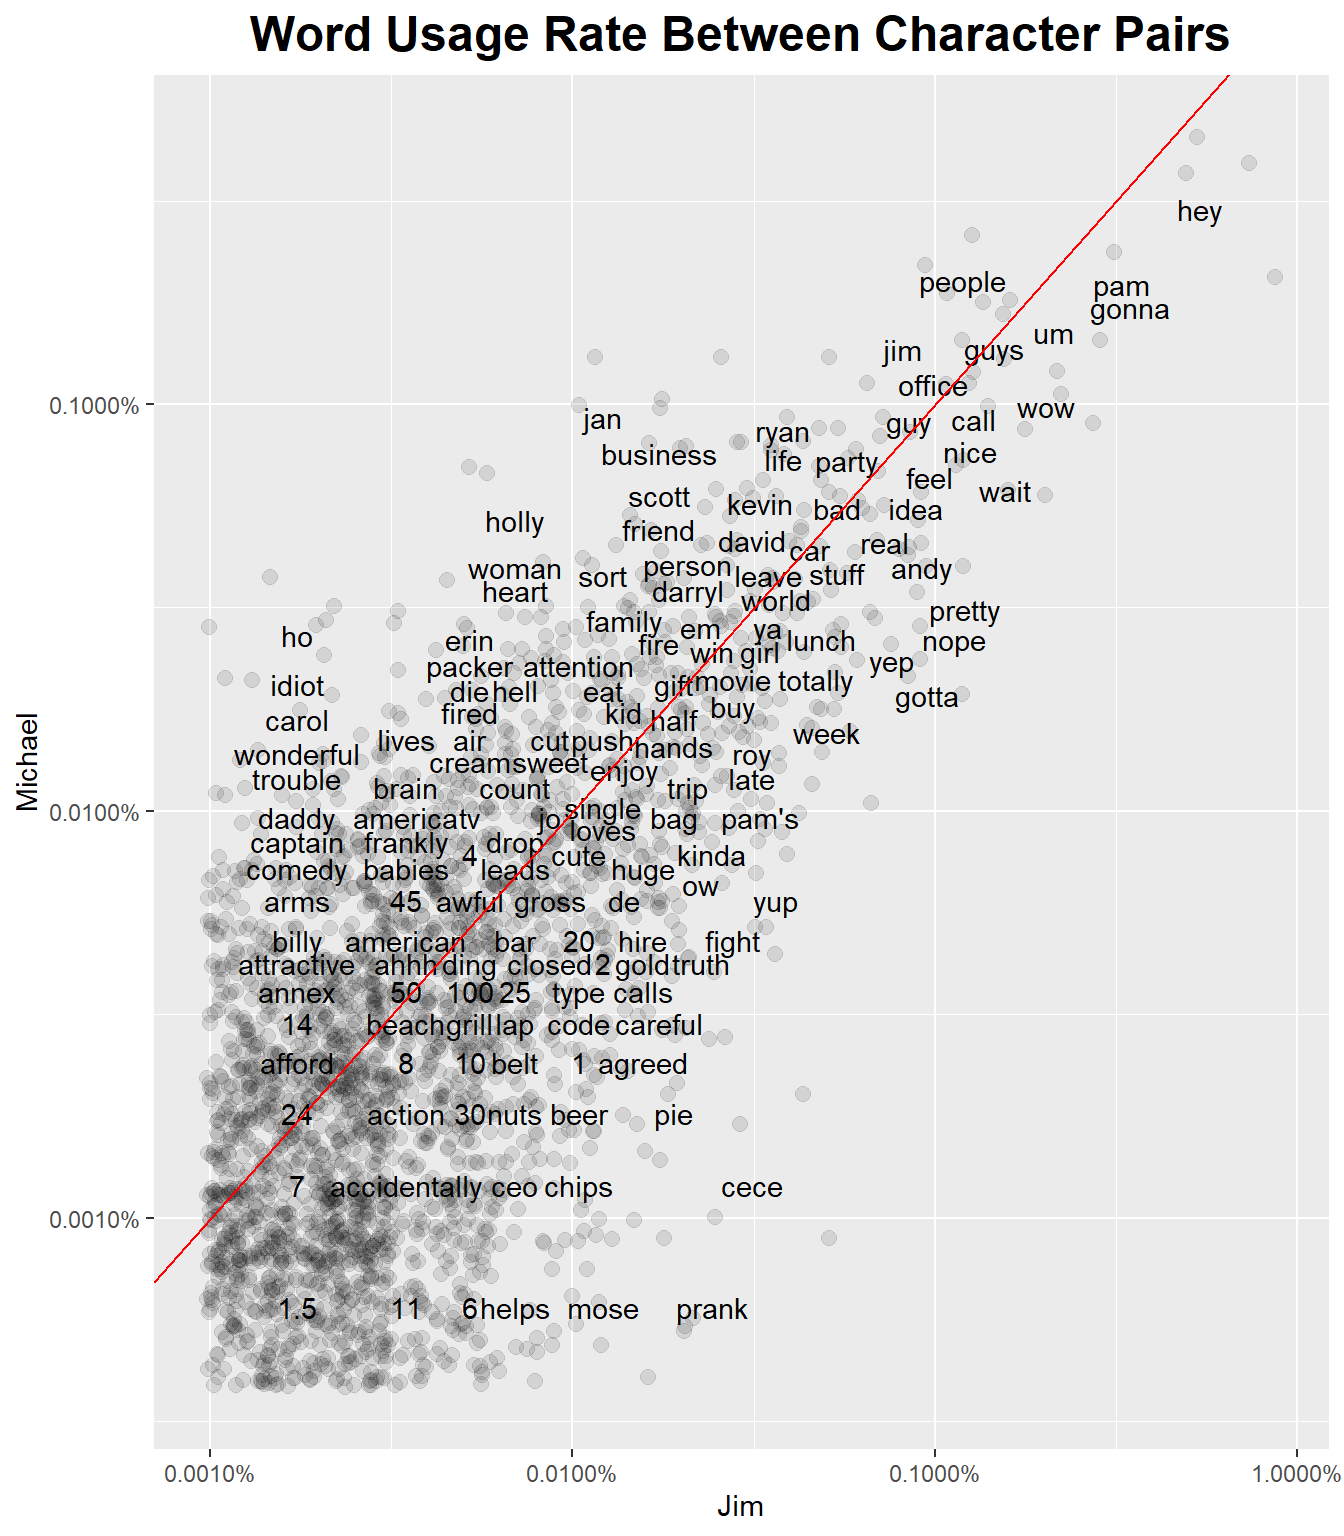 Word Usage Rate Between Character Pairs
hey
people pam
gonna
um
jim guys
office
wow
jan guy call
ryan
business life party nice
feel
scott wait
kevin bad idea
holly
friend
david car real
woman sort person leave stuff andy
heart darryl world
pretty
family em ya
ho erin fire lunch nope
win girl
packer attention yep
idiot die hell eat gift movie totally
gotta
carol fired kid half buy
lives air cut push week
wonderful hands roy
cream sweet enjoy
trouble brain count trip late
single
daddy america tv jo bag pam's
loves
captain frankly drop
4 cute kinda
comedy babies leads huge
ow
arms 45 awful gross de yup
billy american bar 20 hire fight
attractive ahhh ding closed 2 gold truth
annex 50 100 25 type calls
14 beach grill lap code careful
afford 8 10 belt 1 agreed
24 action 30 nuts beer pie
7 accidentally ceo chips cece
1.5 11 6 helps mose prank
0.1000%
0.0100%
0.0010%
Michael
0.0010% 0.0100% 0.1000% 1.0000%
Jim